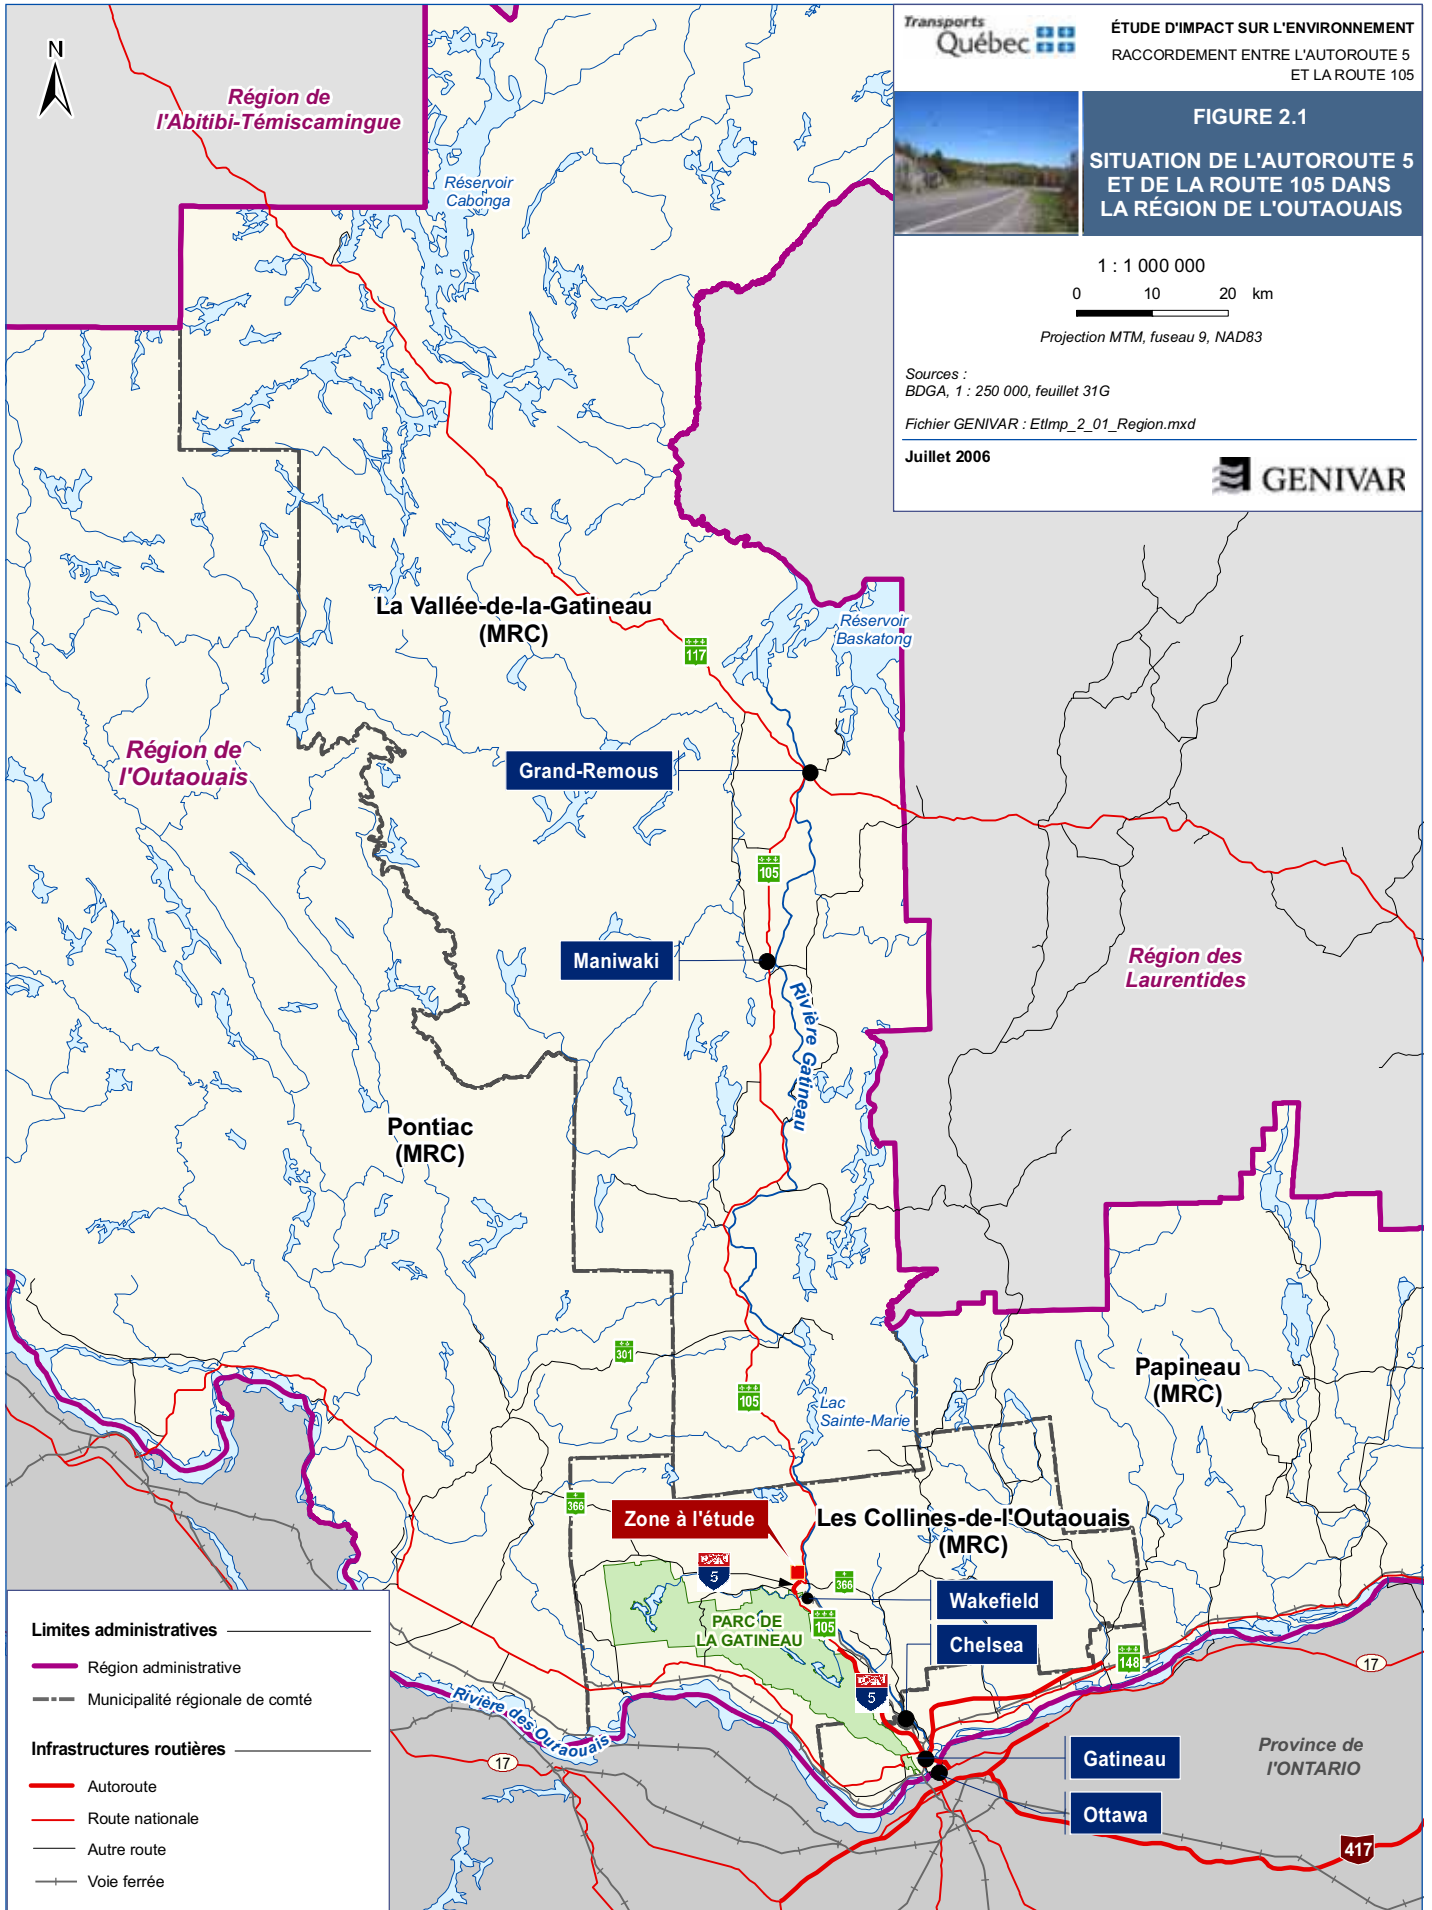 N
Transports
Québec
ÉTUDE D'IMPACT SUR L'ENVIRONNEMENT
RACCORDEMENT ENTRE L'AUTOROUTE 5
ET LA ROUTE 105
FIGURE 2.1
SITUATION DE L'AUTOROUTE 5
ET DE LA ROUTE 105 DANS
LA RÉGION DE L'OUTAOUAIS
1 : 1 000 000
0 10 20 km
Projection MTM, fuseau 9, NAD83
Sources :
BDGA, 1 : 250 000, feuillet 31G
Fichier GENIVAR : EtImp_2_01_Region.mxd
Juillet 2006
GENIVAR
Région de
l'Abitibi-Témiscamingue
Réservoir
Cabonga
La Vallée-de-la-Gatineau
(MRC)
117
Réservoir
Baskatong
Région de
l'Outaouais
Grand-Remous
105
Maniwaki
Rivière Gatineau
Région des
Laurentides
Pontiac
(MRC)
301
105
Lac
Sainte-Marie
Papineau
(MRC)
366
Zone à l'étude
Les Collines-de-l'Outaouais
(MRC)
5
366
Wakefield
105
PARC DE
LA GATINEAU
Chelsea
148
17
5
Rivière des Outaouais
17
Gatineau
Province de
l'ONTARIO
Ottawa
417
Limites administratives
Région administrative
Municipalité régionale de comté
Infrastructures routières
Autoroute
Route nationale
Autre route
Voie ferrée